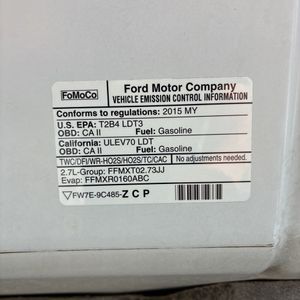 FoMoCo
Ford Motor Company
VEHICLE EMISSION CONTROL INFORMATION
Conforms to regulations: 2015 MY
U.S. EPA: T2B4 LDT3
OBD: CA II Fuel: Gasoline
California: ULEV70 LDT
OBD: CA II Fuel: Gasoline
TWC/DFI/WR-HO2S/HO2S/TC/CAC No adjustments needed.
2.7L-Group: FFMXT02.73JJ
Evap: FFMXR0160ABC
FW7E-9C485-Z C P